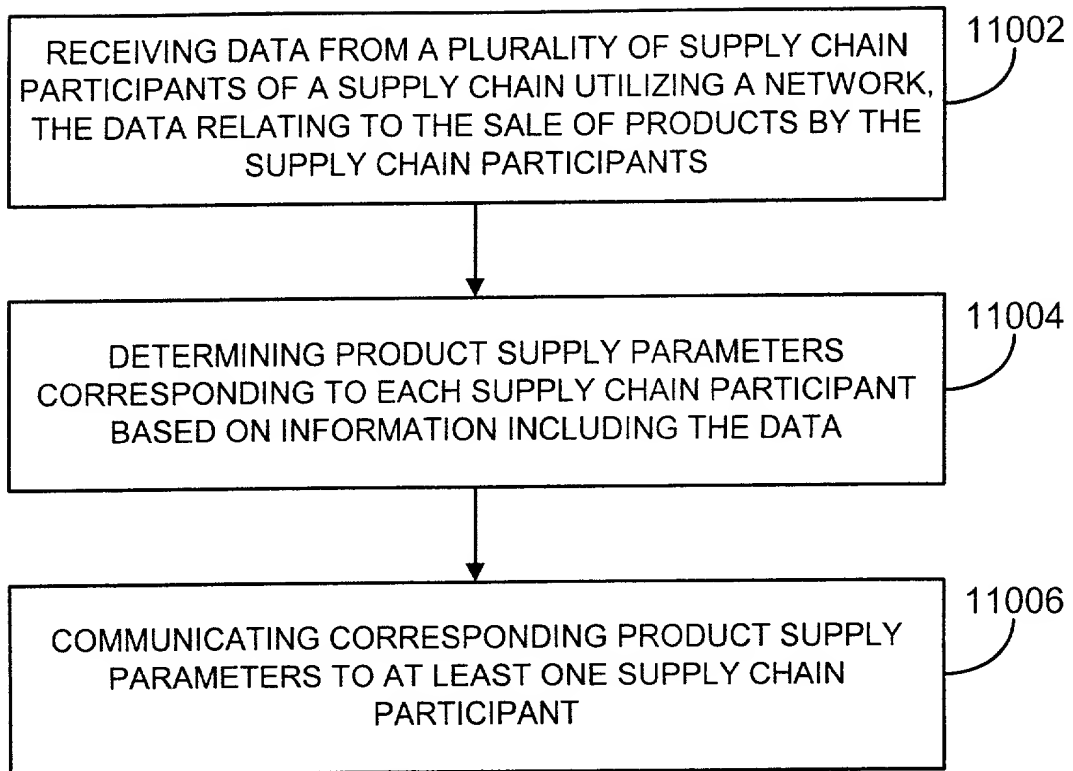 RECEIVING DATA FROM A PLURALITY OF SUPPLY CHAIN
PARTICIPANTS OF A SUPPLY CHAIN UTILIZING A NETWORK,
THE DATA RELATING TO THE SALE OF PRODUCTS BY THE
SUPPLY CHAIN PARTICIPANTS
11002
DETERMINING PRODUCT SUPPLY PARAMETERS
CORRESPONDING TO EACH SUPPLY CHAIN PARTICIPANT
BASED ON INFORMATION INCLUDING THE DATA
11004
COMMUNICATING CORRESPONDING PRODUCT SUPPLY
PARAMETERS TO AT LEAST ONE SUPPLY CHAIN
PARTICIPANT
11006